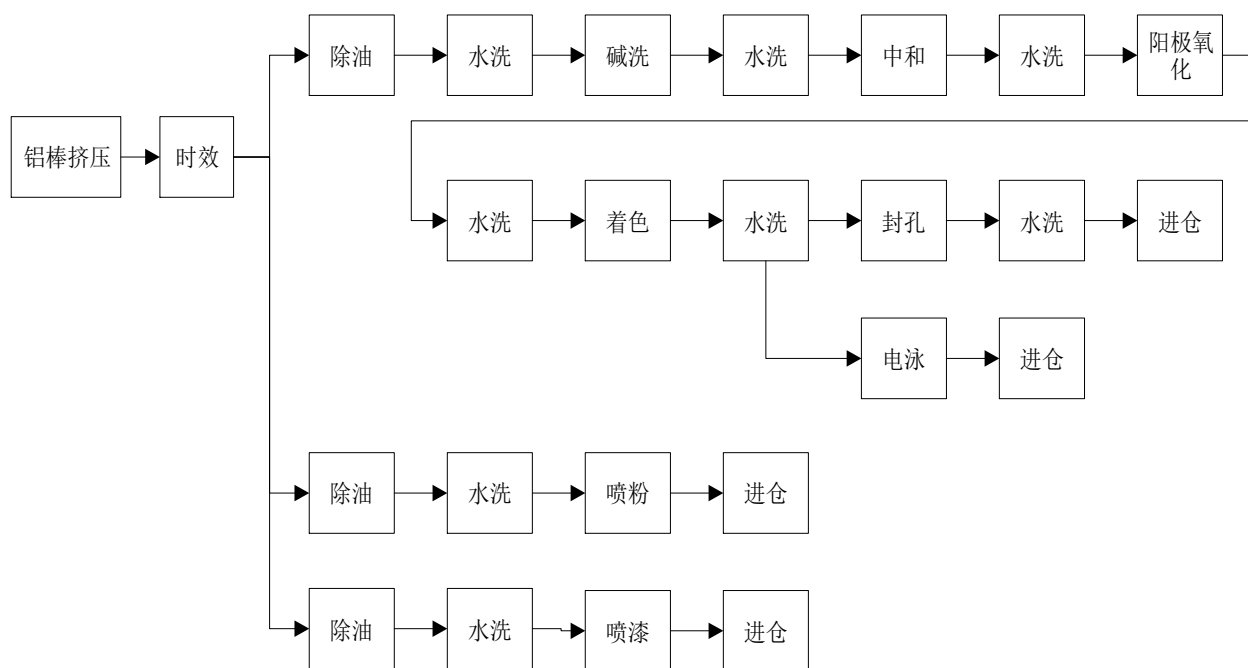 除油
水洗
碱洗
水洗
中和
水洗
阳极氧
化
铝棒挤压
时效
水洗
着色
水洗
封孔
水洗
进仓
电泳
进仓
除油
水洗
喷粉
进仓
除油
水洗
喷漆
进仓